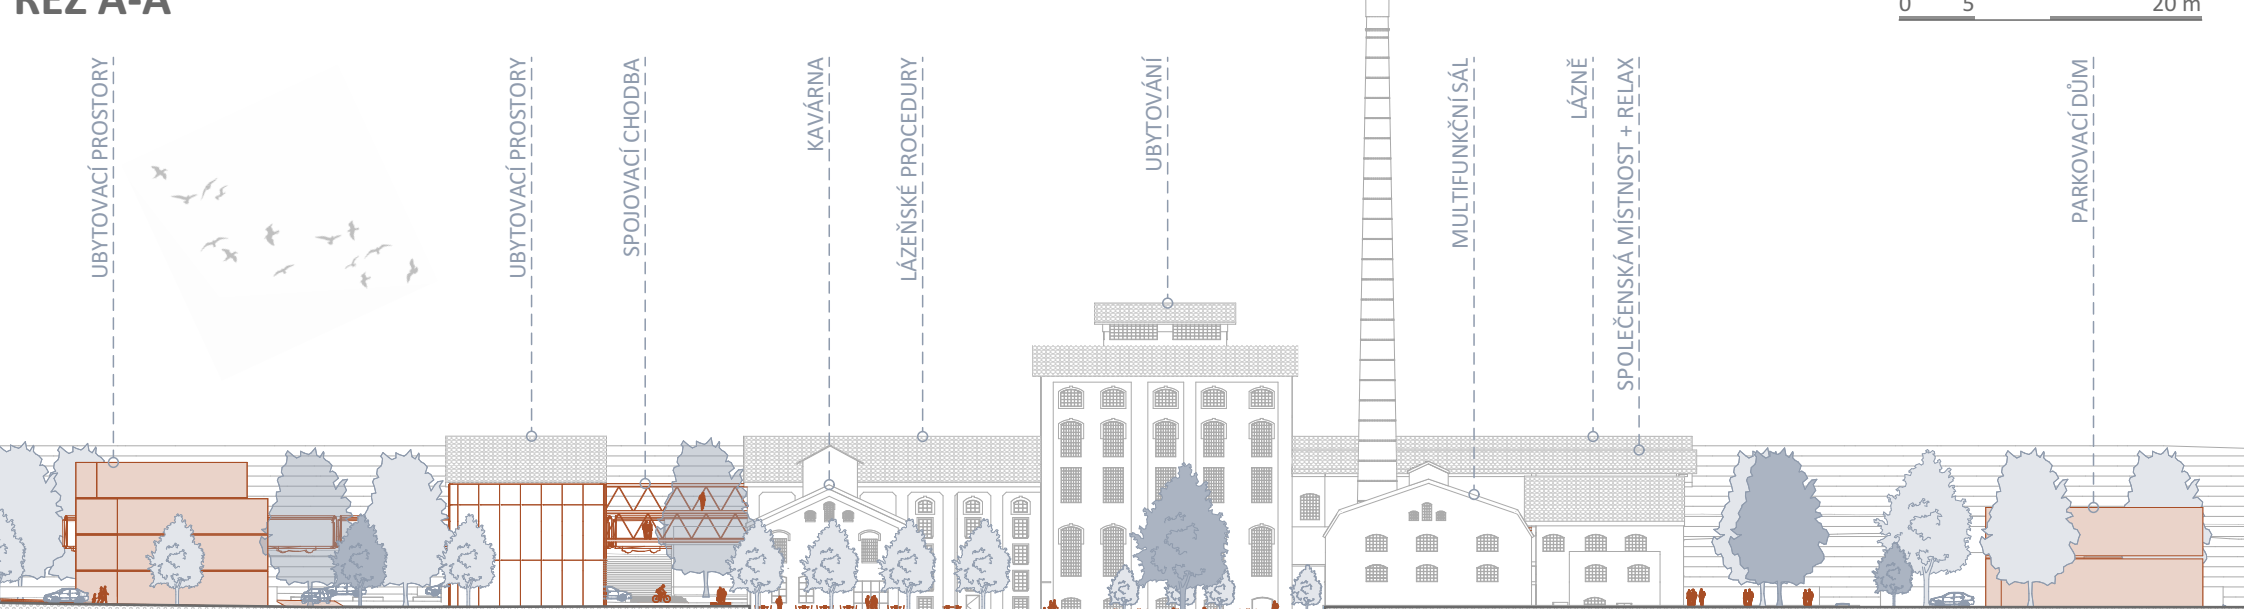 ŘEZ A-A
0 5 20 m
UBYTOVACÍ PROSTORY
UBYTOVACÍ PROSTORY
SPOJOVACÍ CHODBA
KAVÁRNA
LÁZEŇSKÉ PROCEDURY
UBYTOVÁNÍ
MULTIFUNKČNÍ SÁL
LÁZNĚ
SPOLEČENSKÁ MÍSTNOST + RELAX
PARKOVACÍ DŮM